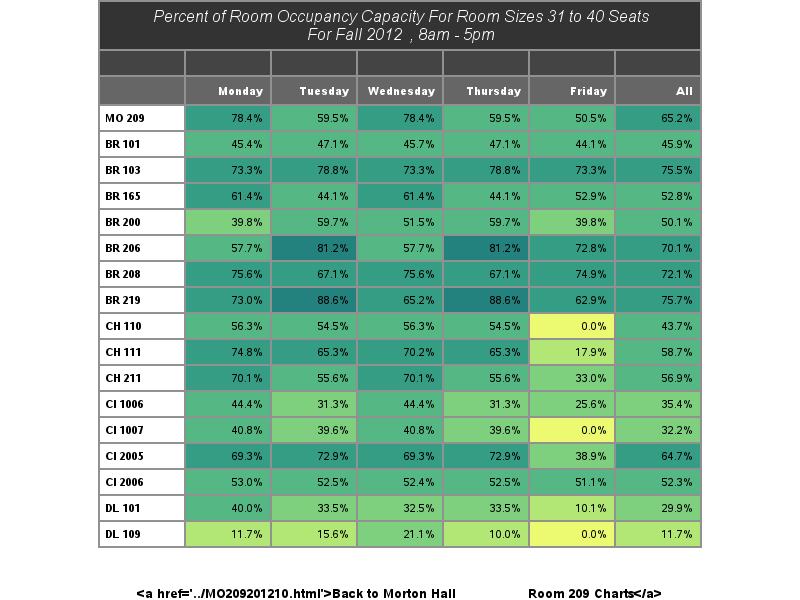 Percent of Room Occupancy Capacity For Room Sizes 31 to 40 Seats
For Fall 2012 , 8am - 5pm
Monday Tuesday Wednesday Thursday Friday All
MO 209 78.4% 59.5% 78.4% 59.5% 50.5% 65.2%
BR 101 45.4% 47.1% 45.7% 47.1% 44.1% 45.9%
BR 103 73.3% 78.8% 73.3% 78.8% 73.3% 75.5%
BR 165 61.4% 44.1% 61.4% 44.1% 52.9% 52.8%
BR 200 39.8% 59.7% 51.5% 59.7% 39.8% 50.1%
BR 206 57.7% 81.2% 57.7% 81.2% 72.8% 70.1%
BR 208 75.6% 67.1% 75.6% 67.1% 74.9% 72.1%
BR 219 73.0% 88.6% 65.2% 88.6% 62.9% 75.7%
CH 110 56.3% 54.5% 56.3% 54.5% 0.0% 43.7%
CH 111 74.8% 65.3% 70.2% 65.3% 17.9% 58.7%
CH 211 70.1% 55.6% 70.1% 55.6% 33.0% 56.9%
CI 1006 44.4% 31.3% 44.4% 31.3% 25.6% 35.4%
CI 1007 40.8% 39.6% 40.8% 39.6% 0.0% 32.2%
CI 2005 69.3% 72.9% 69.3% 72.9% 38.9% 64.7%
CI 2006 53.0% 52.5% 52.4% 52.5% 51.1% 52.3%
DL 101 40.0% 33.5% 32.5% 33.5% 10.1% 29.9%
DL 109 11.7% 15.6% 21.1% 10.0% 0.0% 11.7%
<a href='../MO209201210.html'>Back to Morton Hall Room 209 Charts</a>